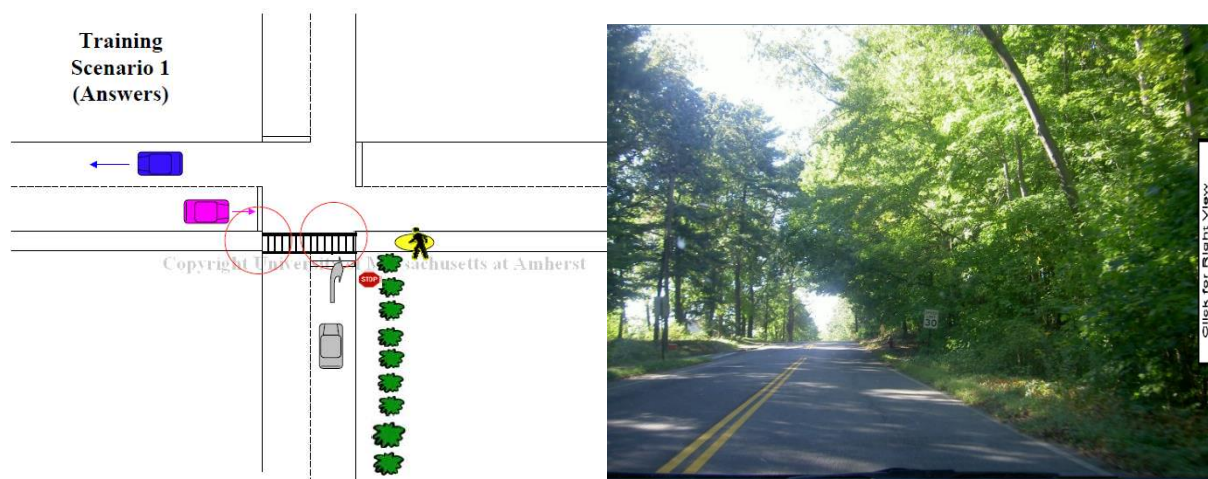 Training
Scenario 1
(Answers)
Copyright University of Massachusetts at Amherst
STOP
30
Click for Right View